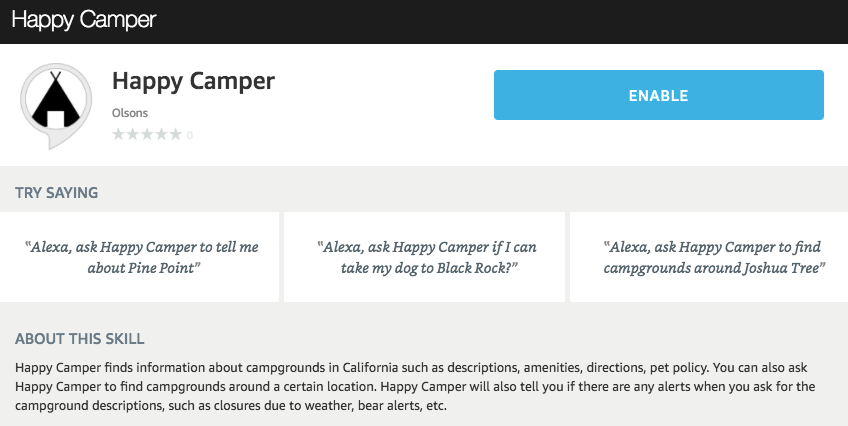 Happy Camper
Happy Camper
Olsons
0
ENABLE
TRY SAYING
"Alexa, ask Happy Camper to tell me
about Pine Point"
"Alexa, ask Happy Camper if I can
take my dog to Black Rock?"
"Alexa, ask Happy Camper to find
campgrounds around Joshua Tree"
ABOUT THIS SKILL
Happy Camper finds information about campgrounds in California such as descriptions, amenities, directions, pet policy. You can also ask
Happy Camper to find campgrounds around a certain location. Happy Camper will also tell you if there are any alerts when you ask for the
campground descriptions, such as closures due to weather, bear alerts, etc.